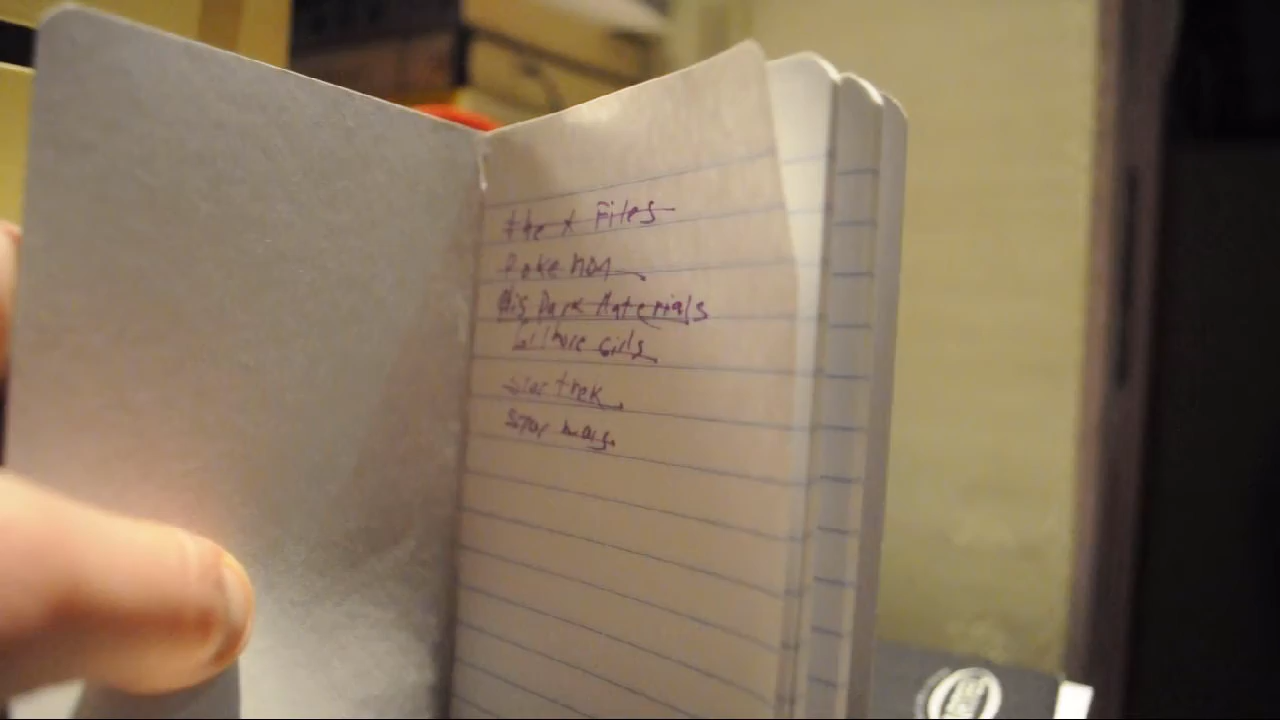 the X Files
Pokemon
His Dark Materials
Gilmore Girls
Star trek
Star wars